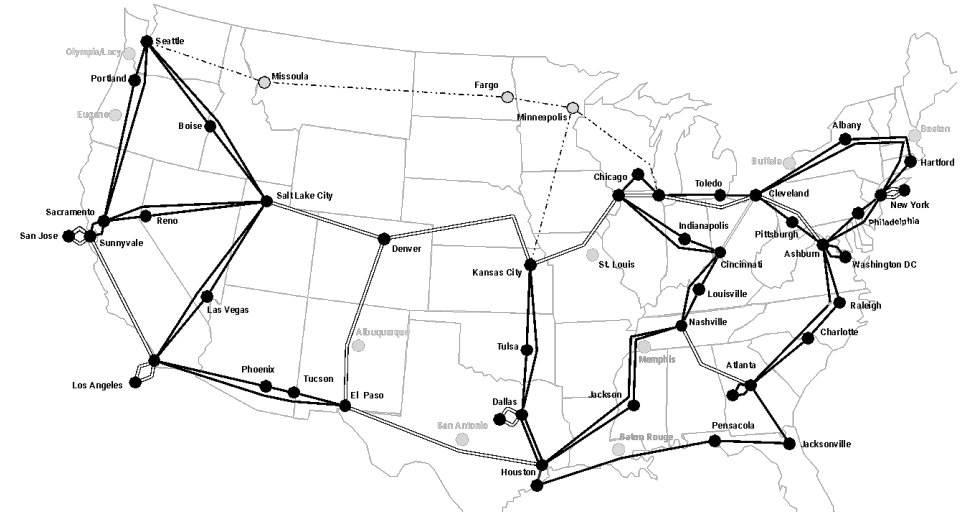 Seattle
Olympia/Lacy
Missoula
Portland
Fargo
Minneapolis
Eugene
Boise
Albany
Boston
Buffalo
Hartford
Chicago
Toledo
Cleveland
Salt Lake City
New York
Sacramento
Reno
Philadelphia
Indianapolis
Pittsburgh
San Jose
Sunnyvale
Denver
Ashburn
Kansas City
St. Louis
Cincinnati
Washington DC
Louisville
Las Vegas
Raleigh
Nashville
Albuquerque
Charlotte
Tulsa
Memphis
Atlanta
Phoenix
Tucson
Los Angeles
El Paso
Dallas
Jackson
San Antonio
Pensacola
Baton Rouge
Jacksonville
Houston